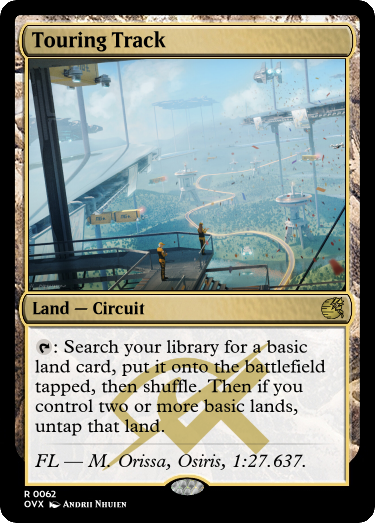 Touring Track
Land — Circuit
: Search your library for a basic
land card, put it onto the battlefield
tapped, then shuffle. Then if you
control two or more basic lands,
untap that land.
FL — M. Orissa, Osiris, 1:27.637.
R 0062
OVX Andrii Nhuien